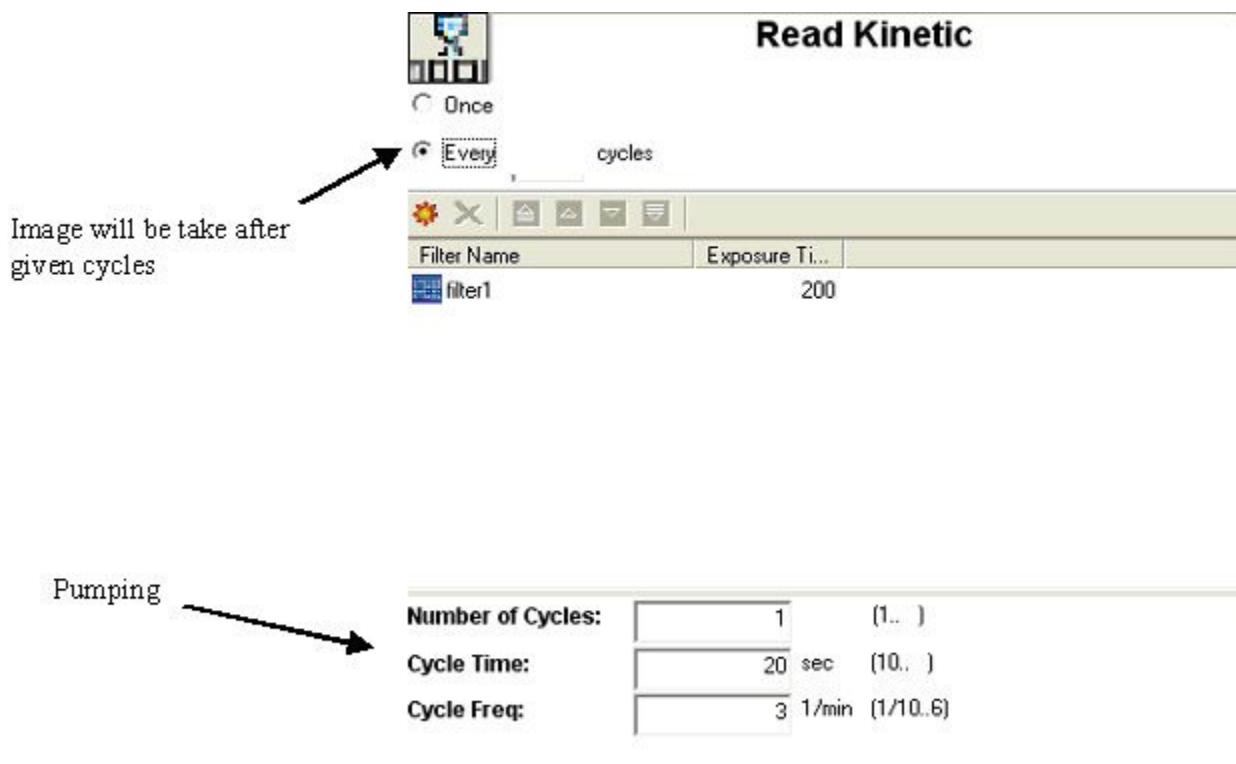 Read Kinetic
Once
Every cycles
Image will be take after
given cycles
Filter Name Exposure Ti...
filter1 200
Pumping
Number of Cycles: 1 (1.. )
Cycle Time: 20 sec (10.. )
Cycle Freq: 3 1/min (1/10..6)